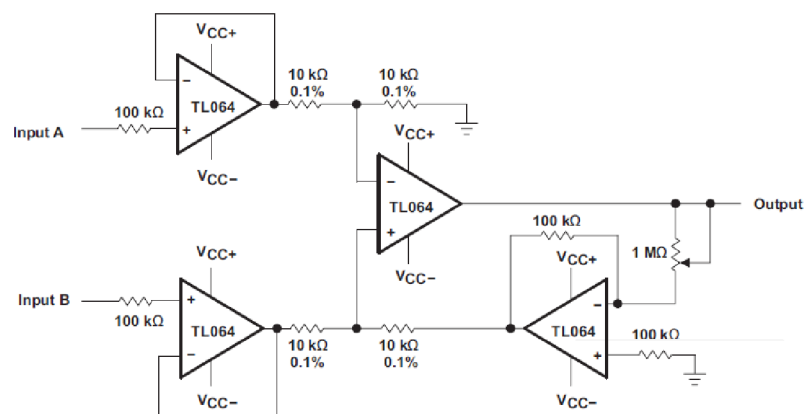 VCC+
10 kΩ
0.1%
10 kΩ
0.1%
−
TL064
+
100 kΩ
Input A
VCC−
VCC+
−
TL064
+
VCC−
Output
100 kΩ
1 MΩ
VCC+
VCC+
Input B
100 kΩ
+
TL064
−
10 kΩ
0.1%
10 kΩ
0.1%
−
TL064
+
100 kΩ
VCC−
VCC−